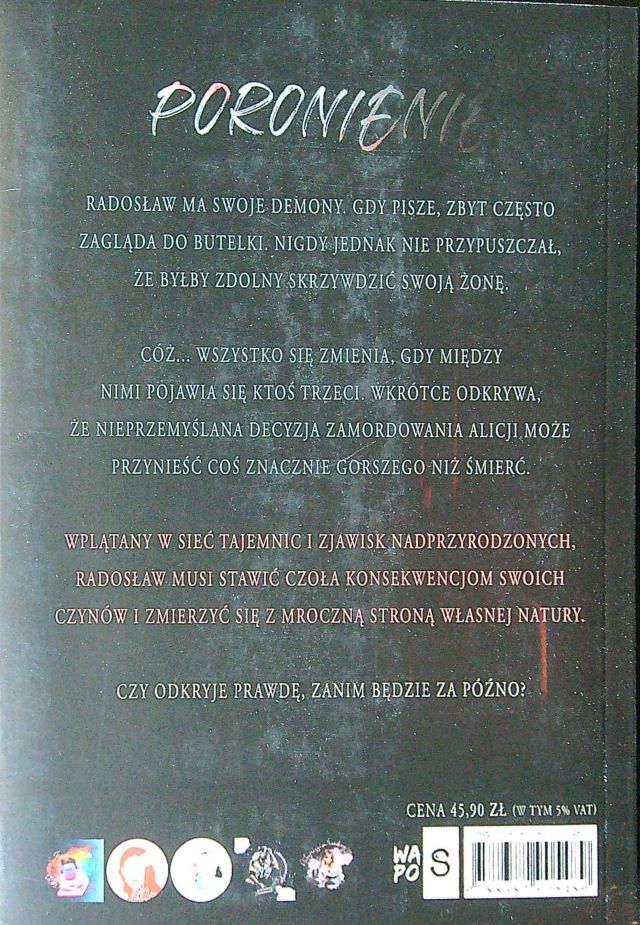 PORONIENIE
RADOSŁAW MA SWOJE DEMONY. GDY PISZE, ZBYT CZĘSTO
ZAGLĄDA DO BUTELKI. NIGDY JEDNAK NIE PRZYPUSZCZAŁ,
ŻE BYŁBY ZDOLNY SKRZYWDZIĆ SWOJĄ ŻONĘ.
CÓŻ... WSZYSTKO SIĘ ZMIENIA, GDY MIĘDZY
NIMI POJAWIA SIĘ KTOŚ TRZECI. WKRÓTCE ODKRYWA,
ŻE NIEPRZEMYŚLANA DECYZJA ZAMORDOWANIA ALICJI MOŻE
PRZYNIEŚĆ COŚ ZNACZNIE GORSZEGO NIŻ ŚMIERĆ.
WPLĄTANY W SIEĆ TAJEMNIC I ZJAWISK NADPRZYRODZONYCH,
RADOSŁAW MUSI STAWIĆ CZOŁA KONSEKWENCJOM SWOICH
CZYNÓW I ZMIERZYĆ SIĘ Z MROCZNĄ STRONĄ WŁASNEJ NATURY.
CZY ODKRYJE PRAWDĘ, ZANIM BĘDZIE ZA PÓŹNO?
CENA 45,90 ZŁ (W TYM 5% VAT)
WA
PO
S